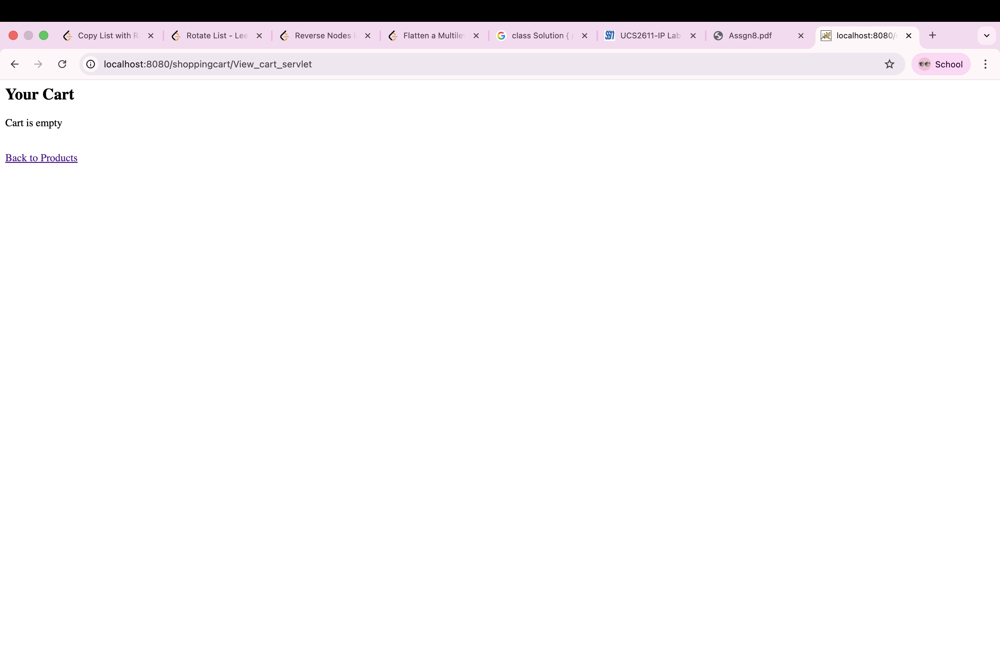 Copy List with R
Rotate List - Lee
Reverse Nodes i
Flatten a Multile
class Solution {
UCS2611-IP Lab
Assgn8.pdf
localhost:8080/s
localhost:8080/shoppingcart/View_cart_servlet
School
Your Cart
Cart is empty
Back to Products